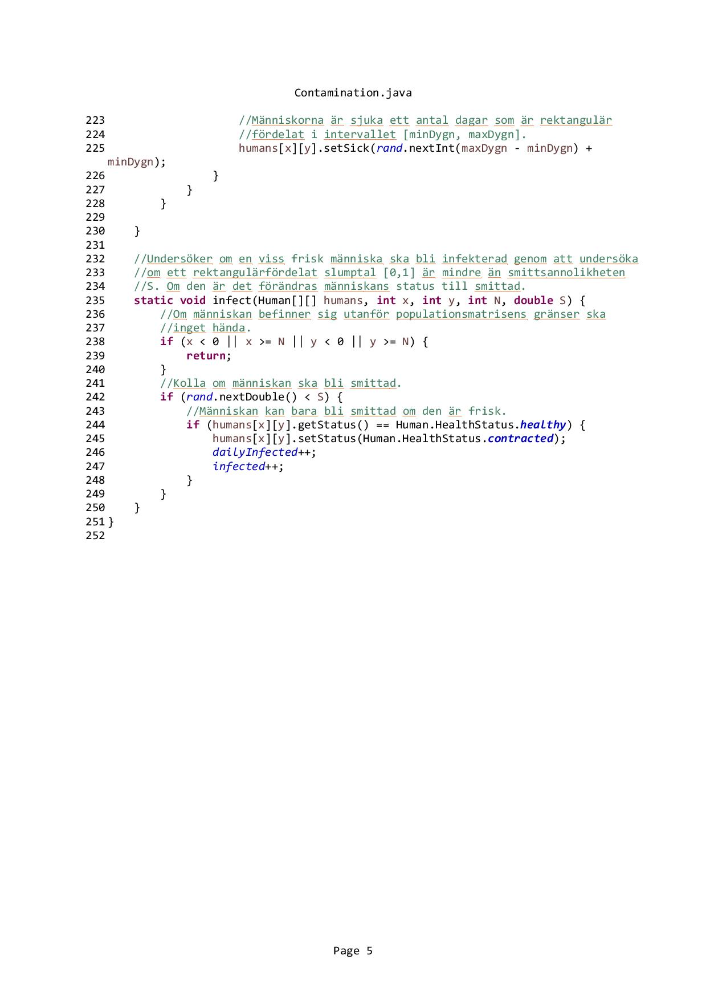 Contamination.java
223                    //Människorna är sjuka ett antal dagar som är rektangulär
224                    //fördelat i intervallet [minDygn, maxDygn].
225                    humans[x][y].setSick(rand.nextInt(maxDygn - minDygn) +
minDygn);
226                }
227            }
228        }
229
230    }
231
232    //Undersöker om en viss frisk människa ska bli infekterad genom att undersöka
233    //om ett rektangulärfördelat slumptal [0,1] är mindre än smittsannolikheten
234    //S. Om den är det förändras människans status till smittad.
235    static void infect(Human[][] humans, int x, int y, int N, double S) {
236        //Om människan befinner sig utanför populationsmatrisens gränser ska
237        //inget hända.
238        if (x < 0 || x >= N || y < 0 || y >= N) {
239            return;
240        }
241        //Kolla om människan ska bli smittad.
242        if (rand.nextDouble() < S) {
243            //Människan kan bara bli smittad om den är frisk.
244            if (humans[x][y].getStatus() == Human.HealthStatus.healthy) {
245                humans[x][y].setStatus(Human.HealthStatus.contracted);
246                dailyInfected++;
247                infected++;
248            }
249        }
250    }
251}
252
Page 5